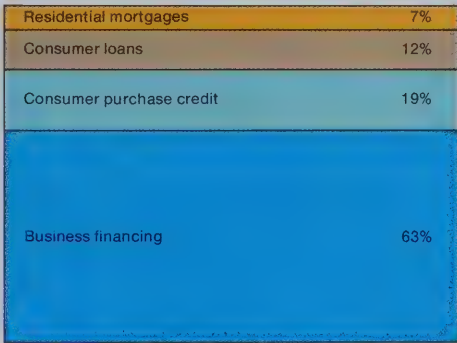 Residential mortgages 7%
Consumer loans 12%
Consumer purchase credit 19%
Business financing 63%